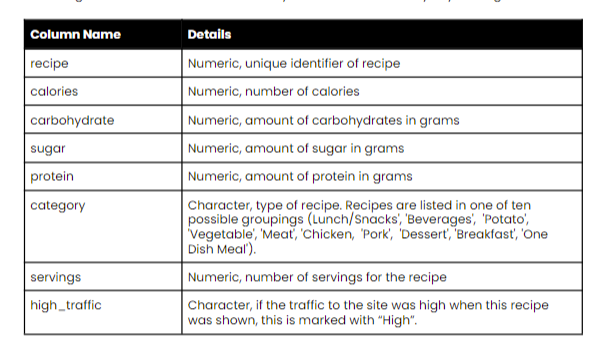 Column Name Details
recipe Numeric, unique identifier of recipe
calories Numeric, number of calories
carbohydrate Numeric, amount of carbohydrates in grams
sugar Numeric, amount of sugar in grams
protein Numeric, amount of protein in grams
category Character, type of recipe. Recipes are listed in one of ten
possible groupings (Lunch/Snacks', 'Beverages', 'Potato',
'Vegetable', 'Meat', 'Chicken, 'Pork', 'Dessert', 'Breakfast', 'One
Dish Meal').
servings Numeric, number of servings for the recipe
high_traffic Character, if the traffic to the site was high when this recipe
was shown, this is marked with “High”.